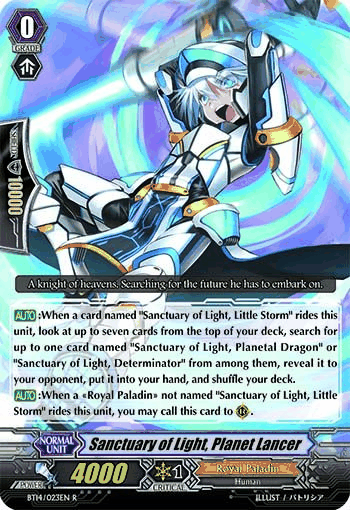 0
GRADE
SHIELD
10000
A knight of heavens. Searching for the future he has to embark on.
AUTO:When a card named "Sanctuary of Light, Little Storm" rides this
unit, look at up to seven cards from the top of your deck, search for
up to one card named "Sanctuary of Light, Planetal Dragon" or
"Sanctuary of Light, Determinator" from among them, reveal it to
your opponent, put it into your hand, and shuffle your deck.
AUTO:When a «Royal Paladin» not named "Sanctuary of Light, Little
Storm" rides this unit, you may call this card to RC.
NORMAL
UNIT
Sanctuary of Light, Planet Lancer
POWER
4000
1
CRITICAL
Royal Paladin
Human
BT14/023EN R
ILLUST / パトリシア